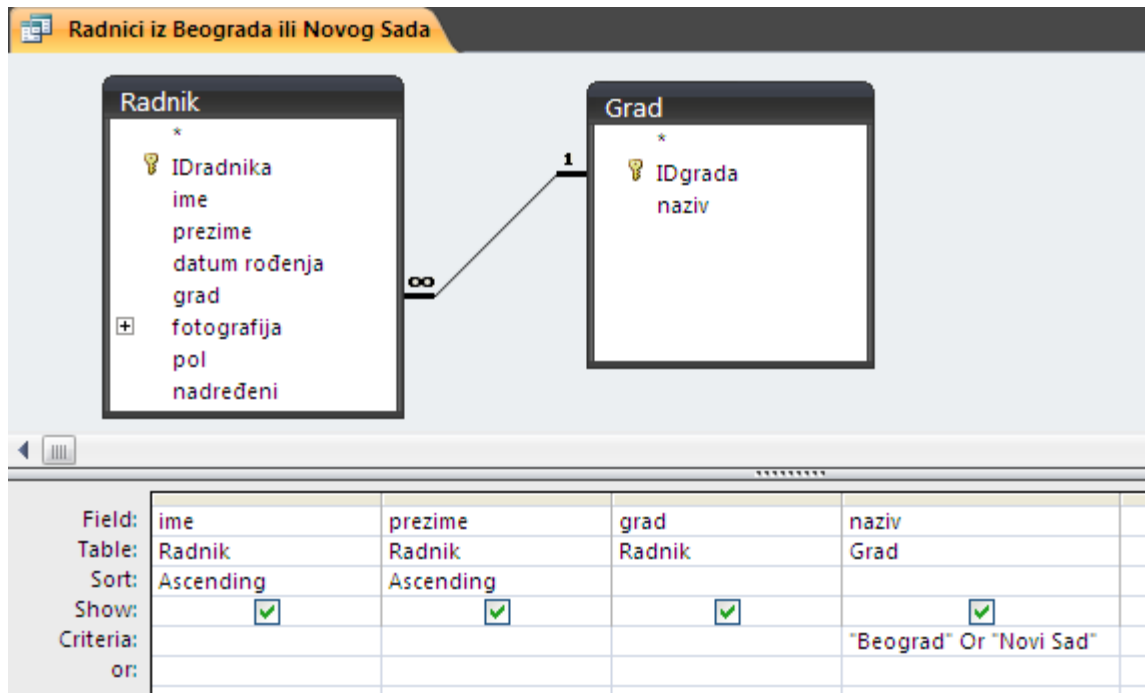 Radnici iz Beograda ili Novog Sada
Radnik
*
IDradnika
ime
prezime
datum rođenja
grad
fotografija
pol
nadređeni
∞
1
Grad
*
IDgrada
naziv
Field: ime prezime grad naziv
Table: Radnik Radnik Radnik Grad
Sort: Ascending Ascending
Show:
Criteria: "Beograd" Or "Novi Sad"
or: